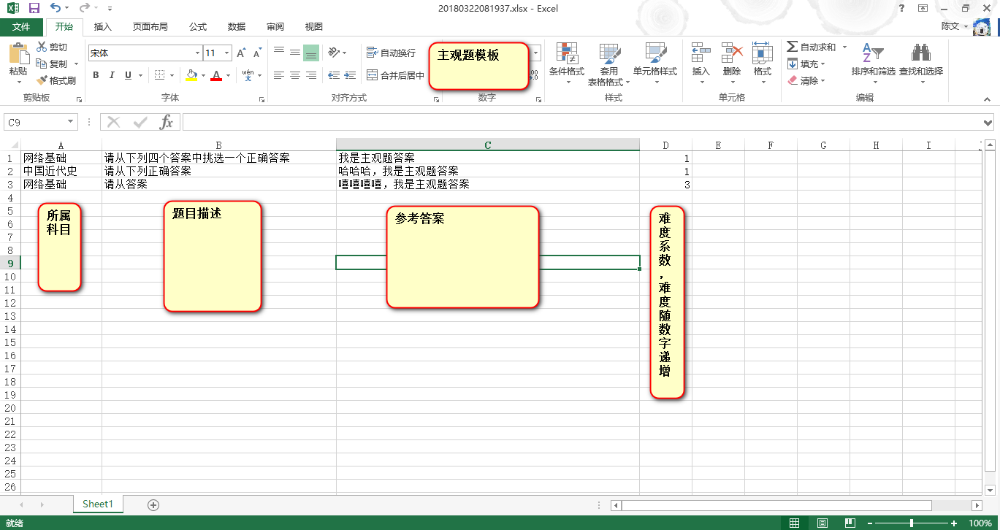 20180322081937.xlsx - Excel
?
文件 开始 插入 页面布局 公式 数据 审阅 视图
陈文
粘贴
剪切
复制
格式刷
剪贴板
宋体 11
B I U
A
wén
文
字体
自动换行
合并后居中
对齐方式
主观题模板
数字
条件格式
套用
表格格式
单元格样式
样式
插入 删除 格式
单元格
自动求和
填充
清除
排序和筛选 查找和选择
编辑
C9
fx
A B C D E F G H I
1 网络基础 请从下列四个答案中挑选一个正确答案 我是主观题答案 1
2 中国近代史 请从下列正确答案 哈哈哈，我是主观题答案 1
3 网络基础 请从答案 嘻嘻嘻嘻，我是主观题答案 3
4
5
6
7
8
9
10
11
12
13
14
15
16
17
18
19
20
21
22
23
24
25
26
所属
科目
题目描述
参考答案
难度系数，难度随数字递增
Sheet1
就绪
100%